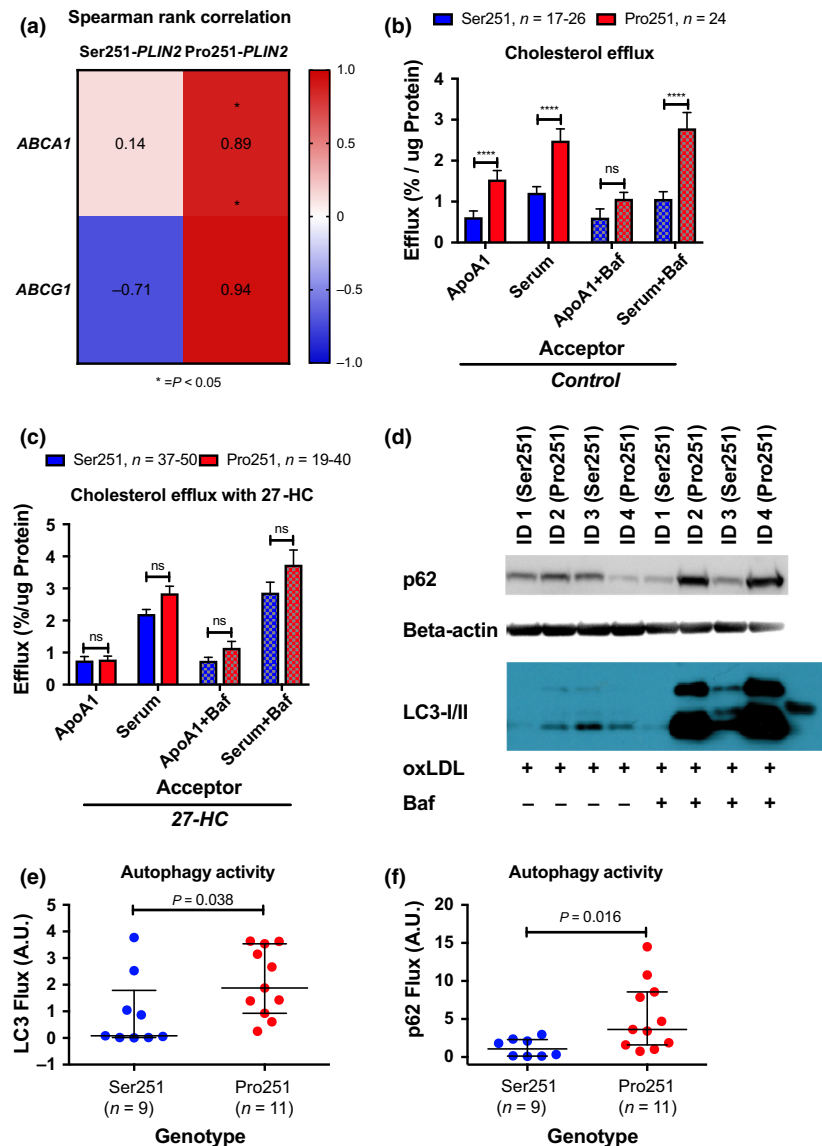 (a)
Spearman rank correlation
Ser251-PLIN2 Pro251-PLIN2
ABCA1
ABCG1
0.14
*
0.89
–0.71
*
0.94
1.0
0.5
0
–0.5
–1.0
* =P < 0.05
(b)
Ser251, n = 17-26 Pro251, n = 24
Cholesterol efflux
Efflux (% / ug Protein)
4
3
2
1
0
****
****
ns
****
ApoA1
Serum
ApoA1+Baf
Serum+Baf
Acceptor
Control
(c)
Ser251, n = 37-50 Pro251, n = 19-40
Cholesterol efflux with 27-HC
Efflux (%/ug Protein)
5
4
3
2
1
0
ns
ns
ns
ns
ApoA1
Serum
ApoA1+Baf
Serum+Baf
Acceptor
27-HC
(d)
ID 1 (Ser251)
ID 2 (Pro251)
ID 3 (Ser251)
ID 4 (Pro251)
ID 1 (Ser251)
ID 2 (Pro251)
ID 3 (Ser251)
ID 4 (Pro251)
p62
Beta-actin
LC3-I/II
oxLDL + + + + + + + +
Baf – – – – + + + +
(e)
Autophagy activity
P = 0.038
LC3 Flux (A.U.)
5
4
3
2
1
0
–1
Ser251 Pro251
(n = 9) (n = 11)
Genotype
(f)
Autophagy activity
P = 0.016
p62 Flux (A.U.)
20
15
10
5
0
Ser251 Pro251
(n = 9) (n = 11)
Genotype